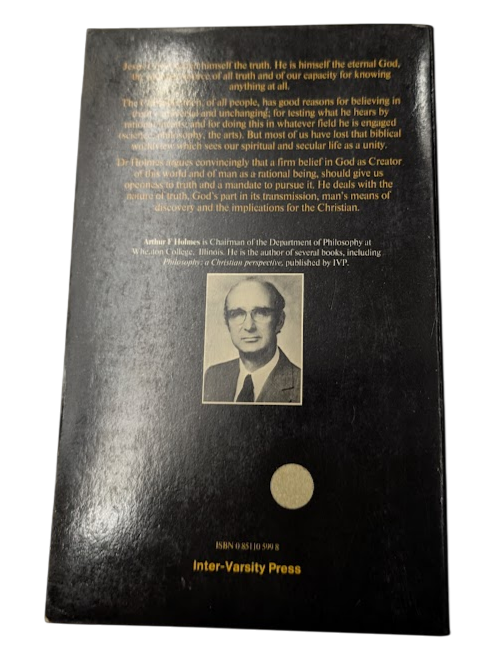 himself the truth. He is himself the eternal God,
of all truth and of our capacity for knowing
anything at all.
The of all people, has good reasons for believing in
and unchanging; for testing what he hears by
and for doing this in whatever field he is engaged
philosophy, the arts). But most of us have lost that biblical
which sees our spiritual and secular life as a unity.
Dr Holmes argues convincingly that a firm belief in God as Creator
of this world and of man as a rational being, should give us
openness to truth and a mandate to pursue it. He deals with the
nature of truth, God's part in its transmission, man's means of
discovery and the implications for the Christian.
Arthur F Holmes is Chairman of the Department of Philosophy at
Wheaton College, Illinois. He is the author of several books, including
Philosophy: a Christian perspective, published by IVP.
ISBN 0 85110 599 8
Inter-Varsity Press